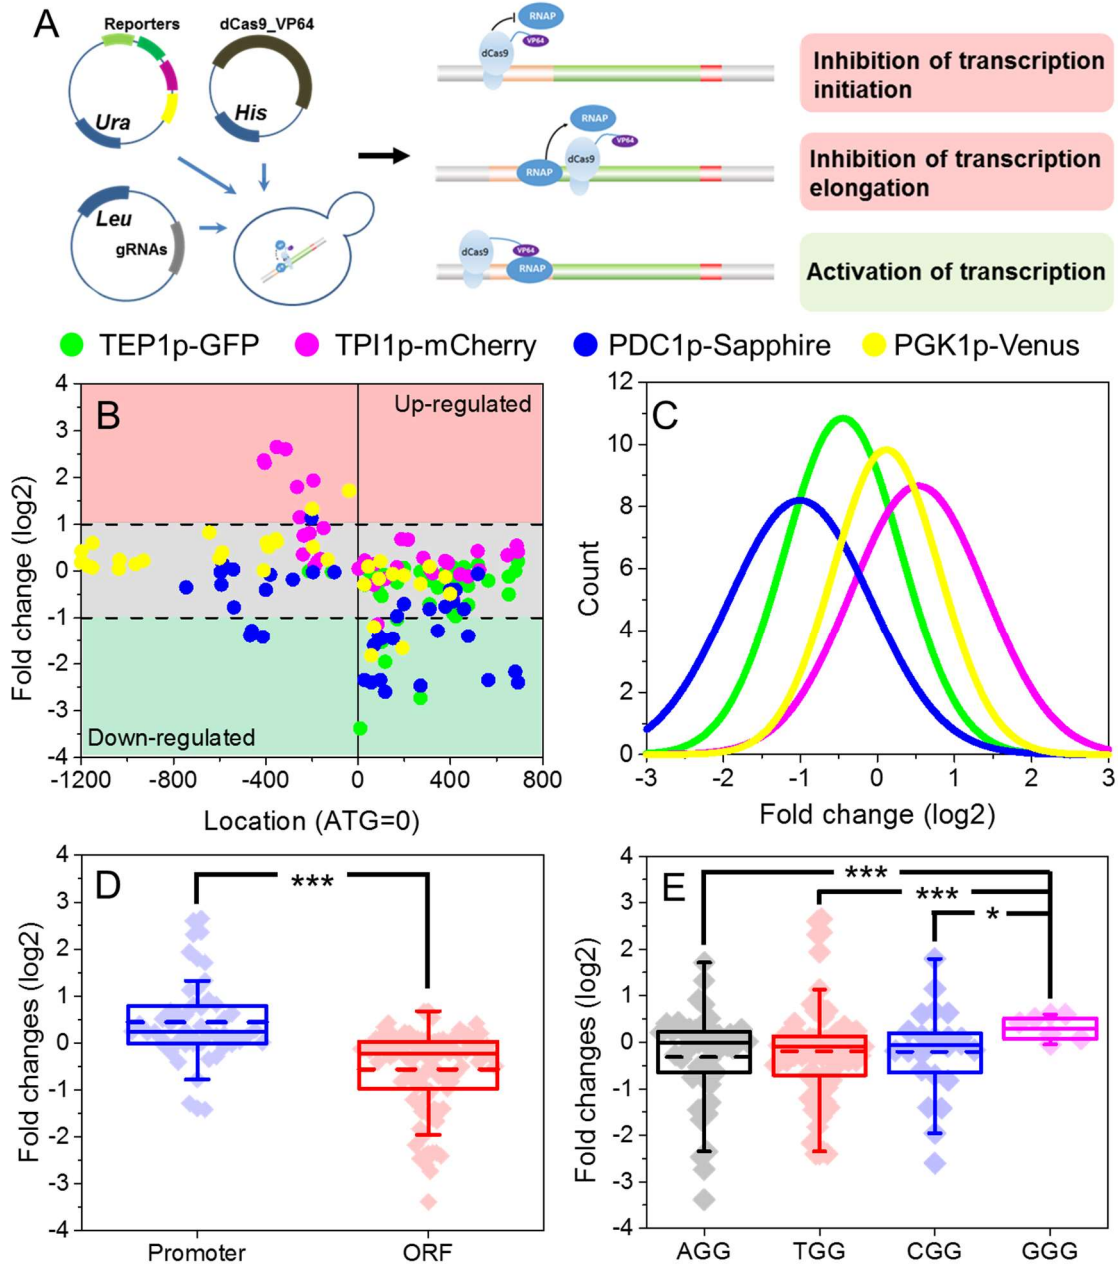 A
Reporters
dCas9_VP64
Ura
His
Leu
gRNAs
RNAP
VP64
dCas9
Inhibition of transcription
initiation
RNAP
VP64
dCas9
RNAP
Inhibition of transcription
elongation
dCas9
VP64
RNAP
Activation of transcription
TEP1p-GFP
TPI1p-mCherry
PDC1p-Sapphire
PGK1p-Venus
B
Up-regulated
Down-regulated
Fold change (log2)
4
3
2
1
0
-1
-2
-3
-4
-1200
-800
-400
0
400
800
Location (ATG=0)
C
Count
12
10
8
6
4
2
0
-3
-2
-1
0
1
2
3
Fold change (log2)
D
***
Fold changes (log2)
4
3
2
1
0
-1
-2
-3
-4
Promoter
ORF
E
***
***
*
Fold changes (log2)
4
3
2
1
0
-1
-2
-3
-4
AGG
TGG
CGG
GGG